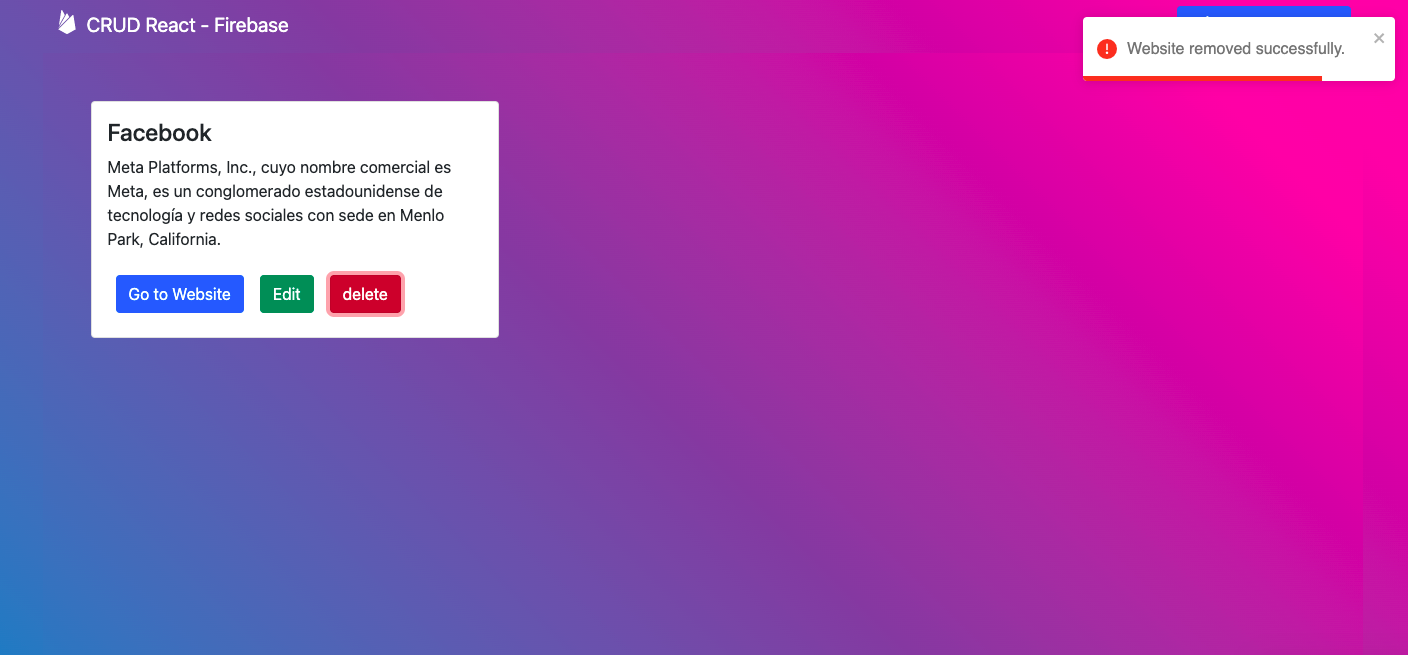 CRUD React - Firebase
Website removed successfully.
Facebook
Meta Platforms, Inc., cuyo nombre comercial es
Meta, es un conglomerado estadounidense de
tecnología y redes sociales con sede en Menlo
Park, California.
Go to Website
Edit
delete